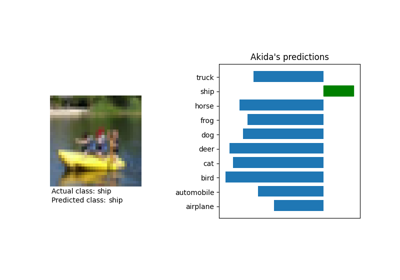 Akida's predictions
truck
ship
horse
frog
dog
deer
cat
bird
automobile
airplane
Actual class: ship
Predicted class: ship